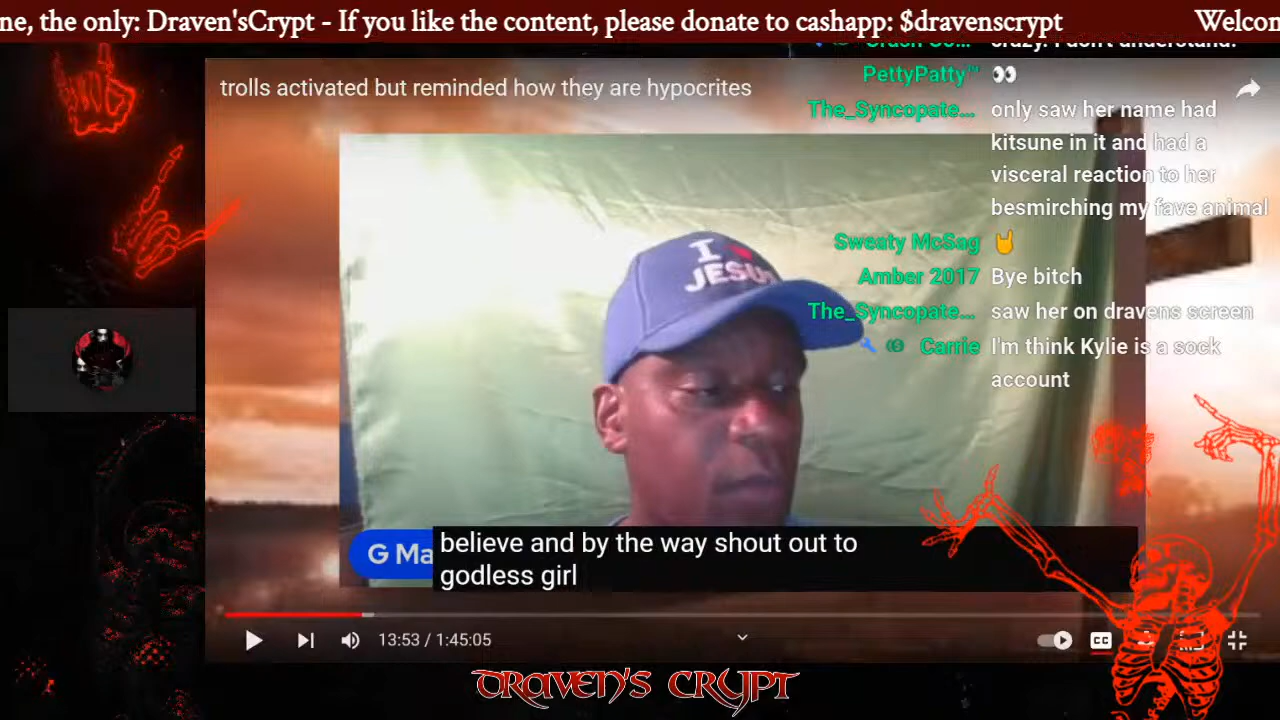 ne, the only: Draven'sCrypt - If you like the content, please donate to cashapp: $dravenscrypt Welcon
crazy. I don't understand.
trolls activated but reminded how they are hypocrites
PettyPatty™ 👀
The_Syncopate... only saw her name had
kitsune in it and had a
visceral reaction to her
besmirching my fave animal
Sweaty McSag 🤘
Amber 2017 Bye bitch
The_Syncopate... saw her on dravens screen
Carrie I'm think Kylie is a sock
account
I ♥
JESUS
G Ma
believe and by the way shout out to
godless girl
13:53 / 1:45:05
CC
DRAVEN'S CRYPT